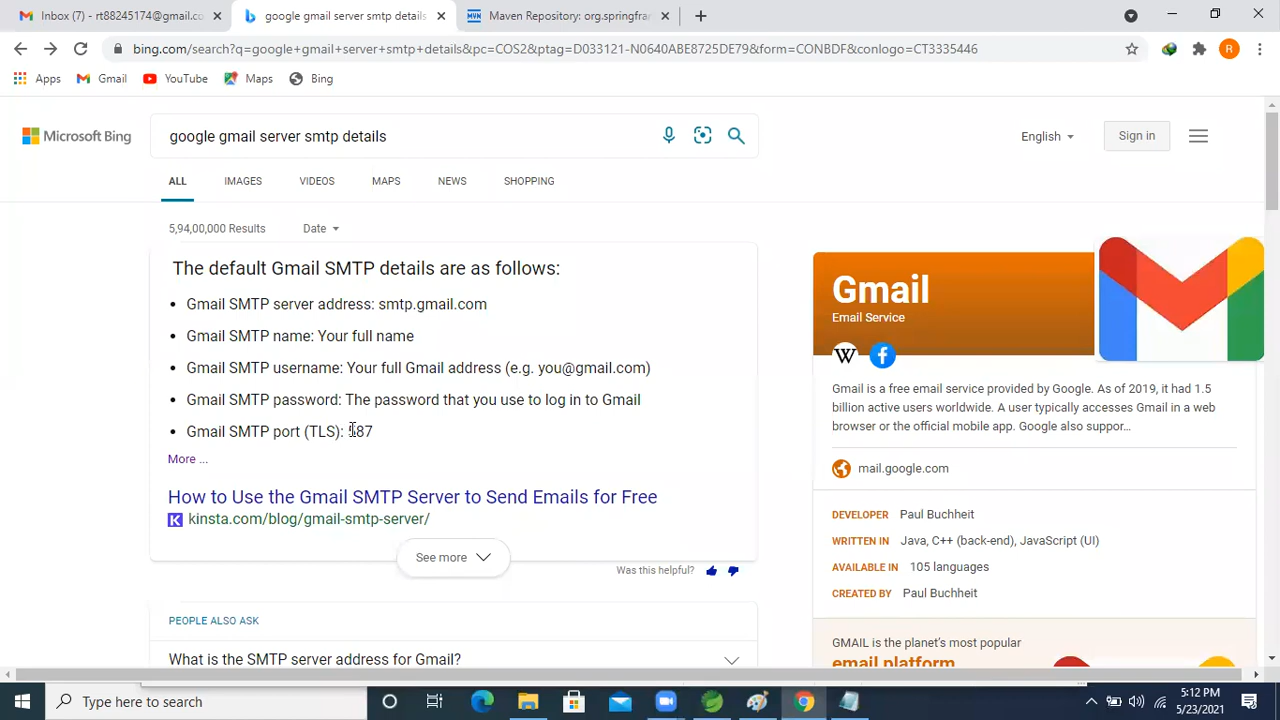 Inbox (7) - rt88245174@gmail.co
google gmail server smtp details
Maven Repository: org.springfran
bing.com/search?q=google+gmail+server+smtp+details&pc=COS2&ptag=D033121-N0640ABE8725DE79&form=CONBDF&conlogo=CT3335446
R
Apps
Gmail
YouTube
Maps
Bing
Microsoft Bing
google gmail server smtp details
English
Sign in
ALL
IMAGES
VIDEOS
MAPS
NEWS
SHOPPING
5,94,00,000 Results
Date
The default Gmail SMTP details are as follows:
Gmail SMTP server address: smtp.gmail.com
Gmail SMTP name: Your full name
Gmail SMTP username: Your full Gmail address (e.g. you@gmail.com)
Gmail SMTP password: The password that you use to log in to Gmail
Gmail SMTP port (TLS): 587
More ...
How to Use the Gmail SMTP Server to Send Emails for Free
kinsta.com/blog/gmail-smtp-server/
See more
Was this helpful?
PEOPLE ALSO ASK
What is the SMTP server address for Gmail?
Gmail
Email Service
W
Gmail is a free email service provided by Google. As of 2019, it had 1.5
billion active users worldwide. A user typically accesses Gmail in a web
browser or the official mobile app. Google also suppor...
mail.google.com
DEVELOPER Paul Buchheit
WRITTEN IN Java, C++ (back-end), JavaScript (UI)
AVAILABLE IN 105 languages
CREATED BY Paul Buchheit
GMAIL is the planet's most popular
email platform
Type here to search
5:12 PM
5/23/2021